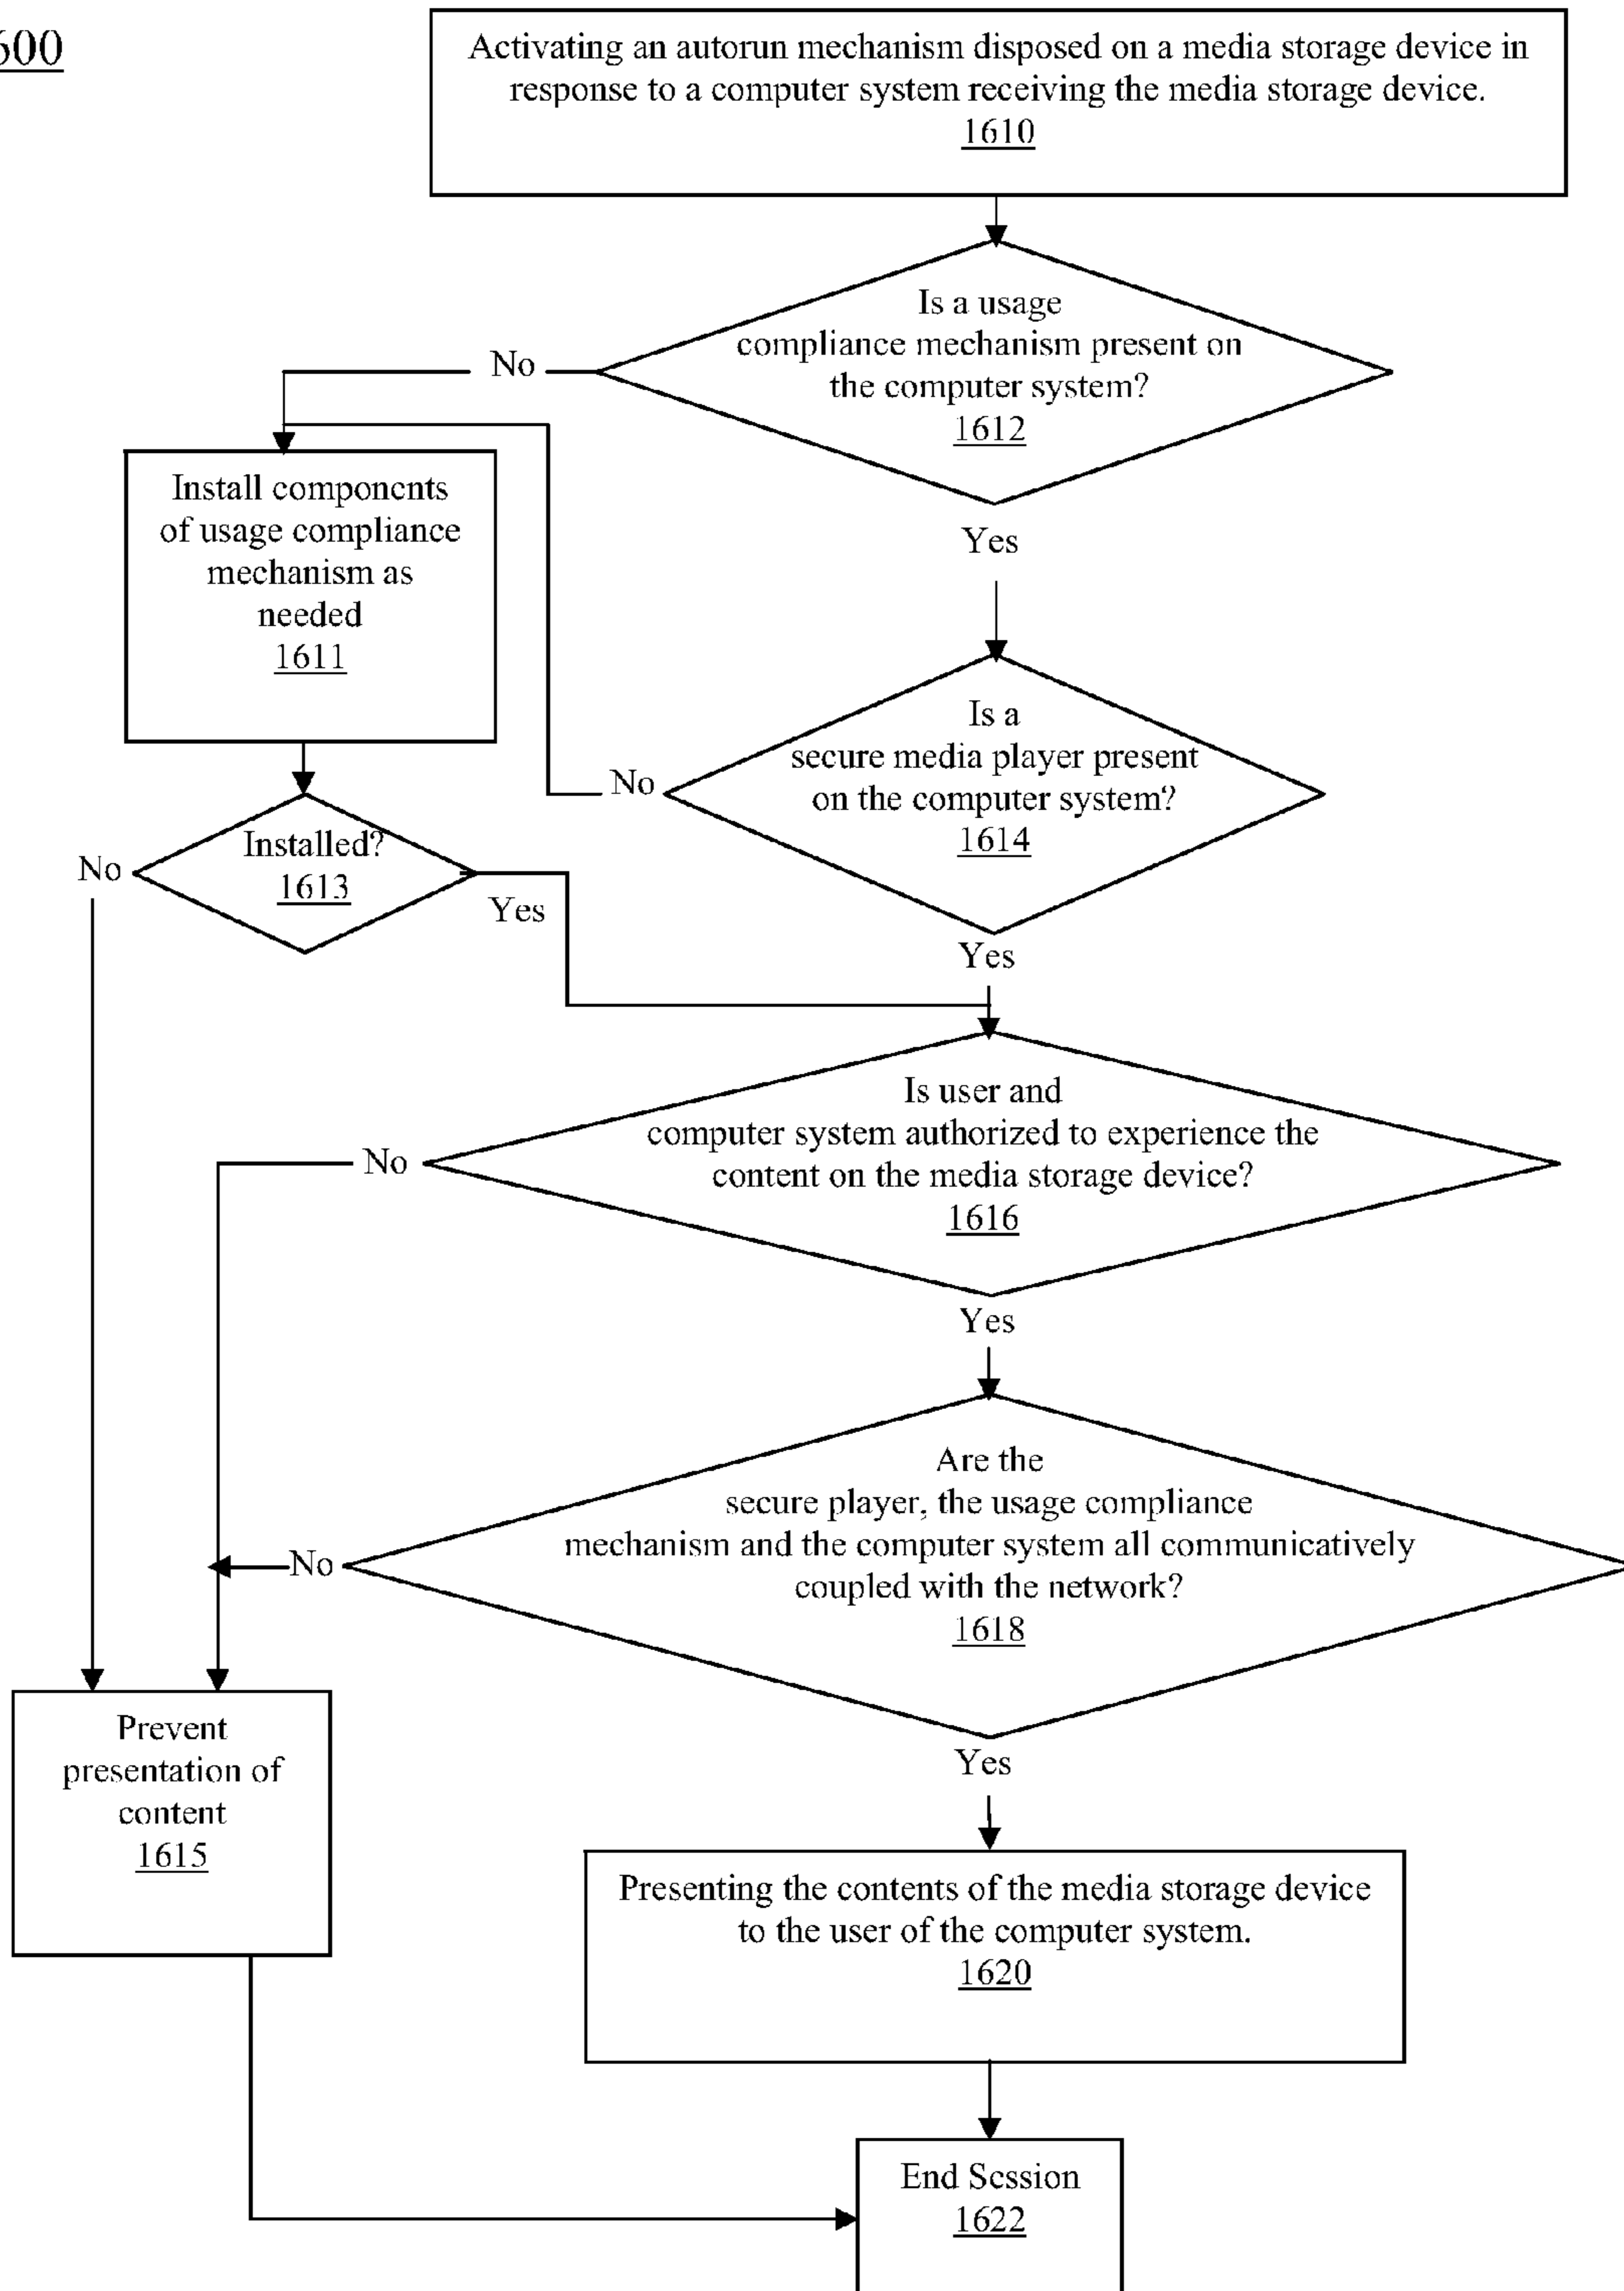 600
Activating an autorun mechanism disposed on a media storage device in
response to a computer system receiving the media storage device.
1610
Is a usage
compliance mechanism present on
the computer system?
1612
No
Yes
Install components
of usage compliance
mechanism as
needed
1611
Is a
secure media player present
on the computer system?
1614
No
Yes
Installed?
1613
No
Yes
Is user and
computer system authorized to experience the
content on the media storage device?
1616
No
Yes
Are the
secure player, the usage compliance
mechanism and the computer system all communicatively
coupled with the network?
1618
No
Yes
Prevent
presentation of
content
1615
Presenting the contents of the media storage device
to the user of the computer system.
1620
End Session
1622